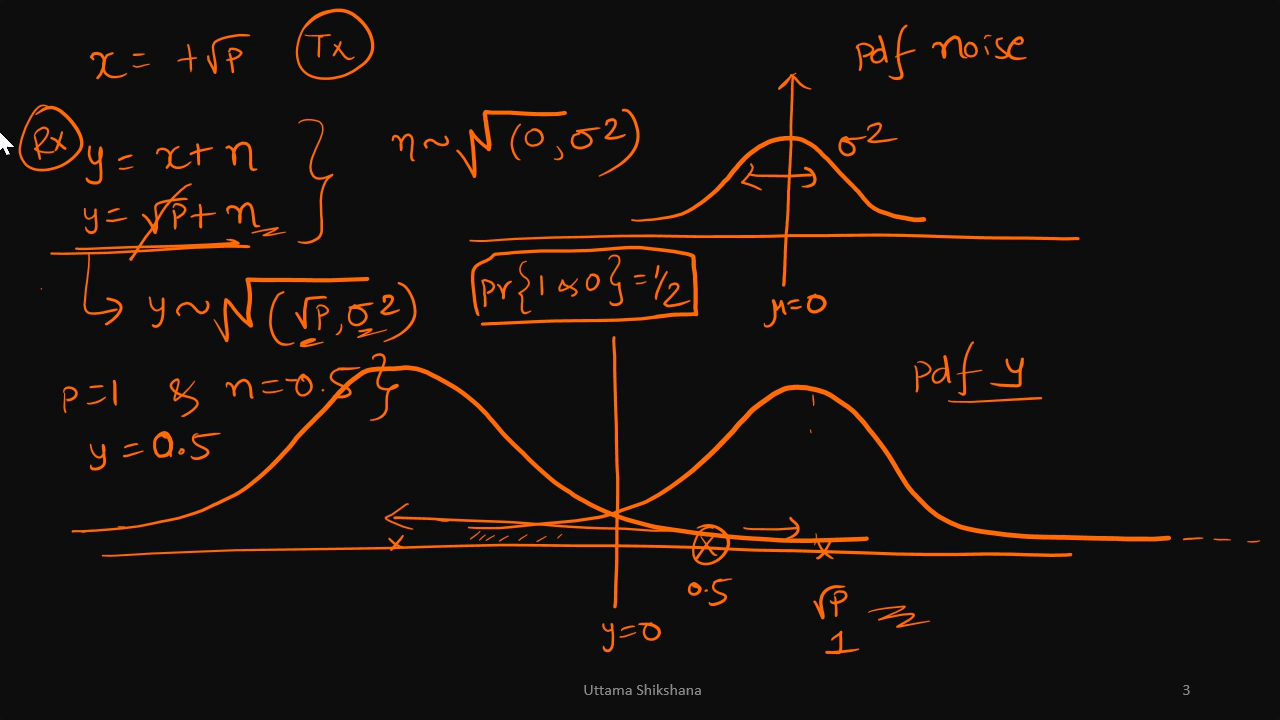 x = +√P Tx
pdf noise
Rx y = x + n
n ~ N(0, σ2)
σ2
y = √P + n
Pr{1 or 0} = 1/2
y ~ N(√P, σ2)
μ=0
P=1 & n=-0.5
pdf y
y = 0.5
0.5
√P
1
y=0
Uttama Shikshana
3